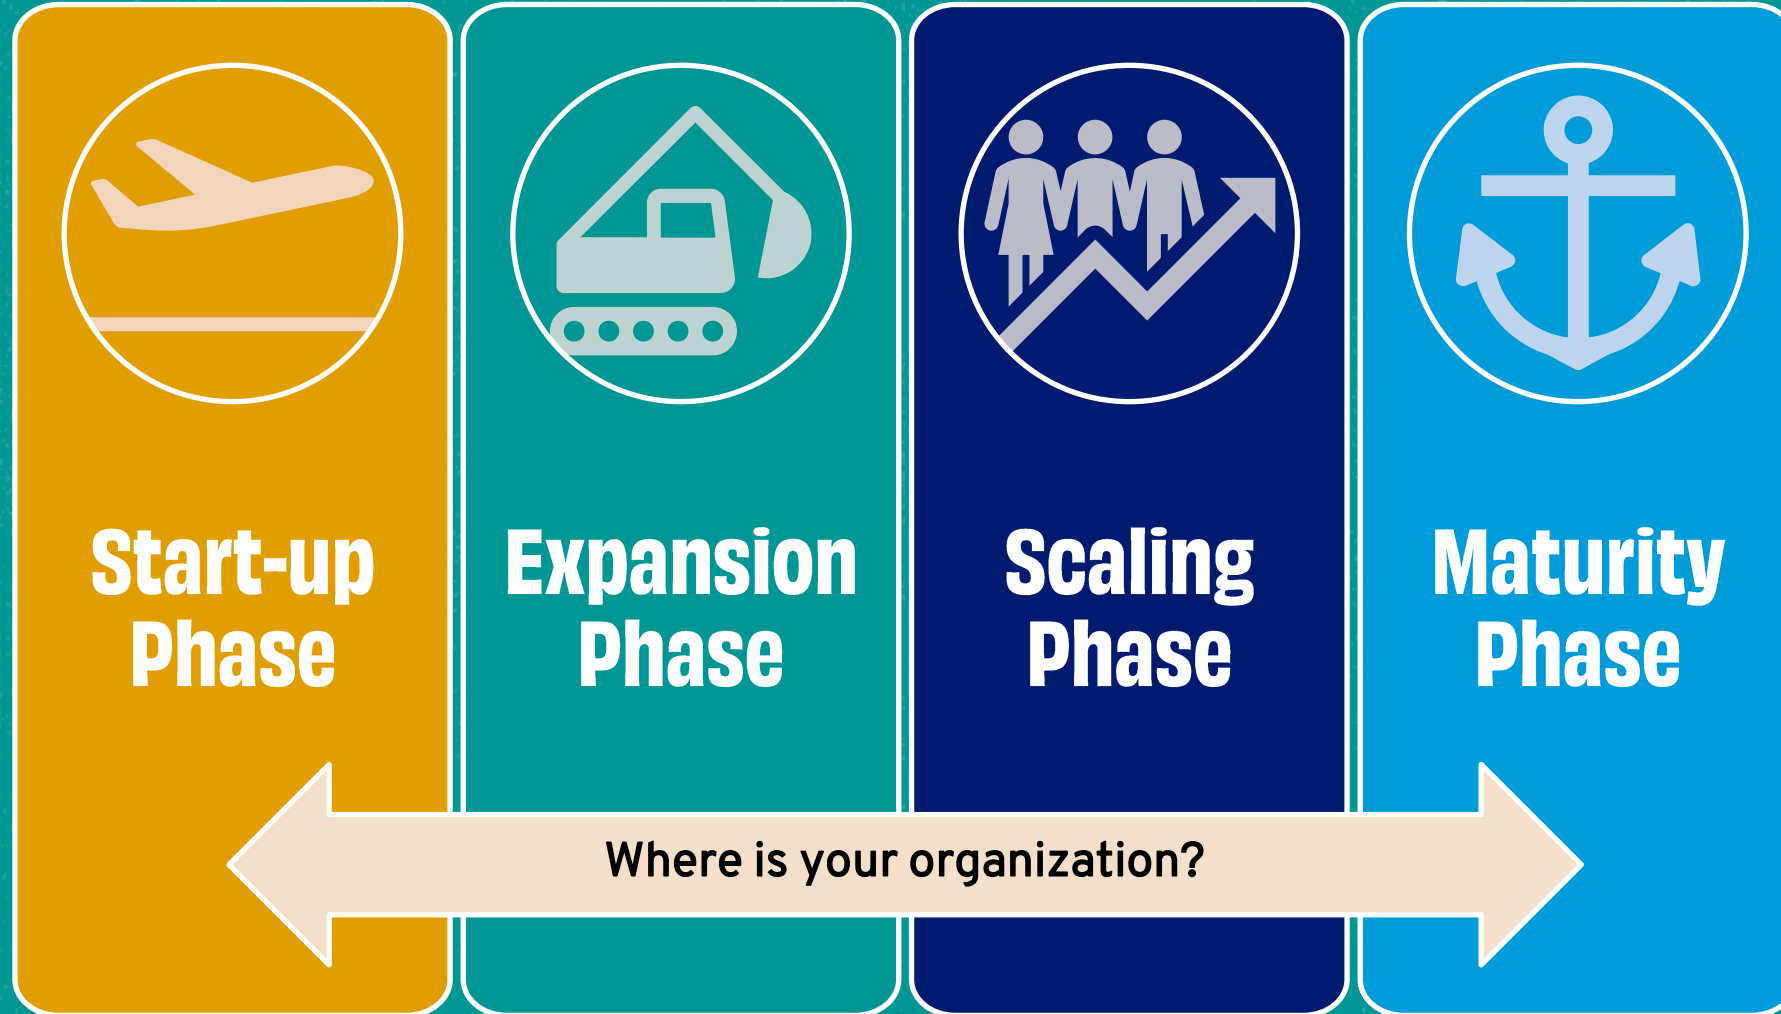 Start-up
Phase
Expansion
Phase
Scaling
Phase
Maturity
Phase
Where is your organization?